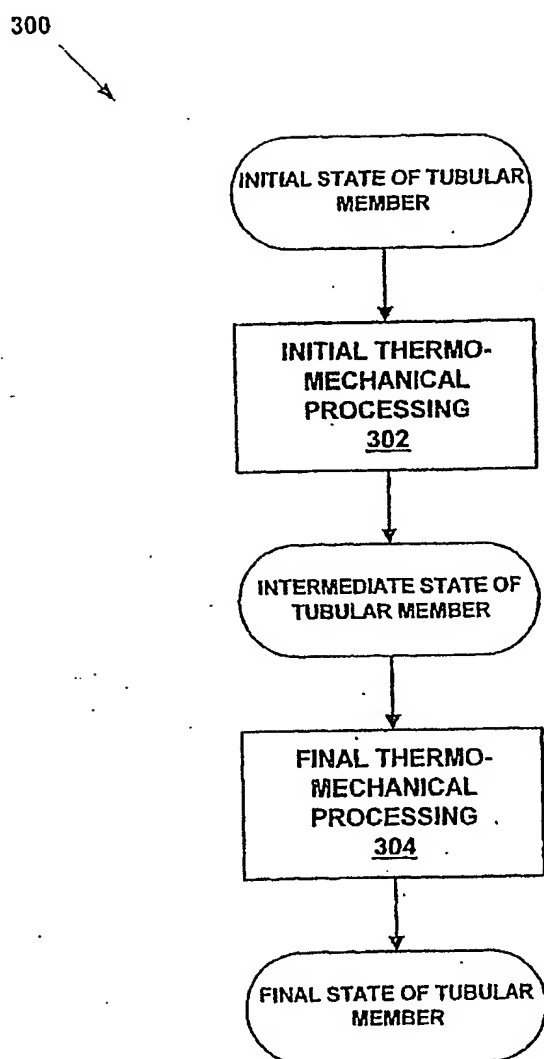 300
INITIAL STATE OF TUBULAR
MEMBER
INITIAL THERMO-
MECHANICAL
PROCESSING
302
INTERMEDIATE STATE OF
TUBULAR MEMBER
FINAL THERMO-
MECHANICAL
PROCESSING
304
FINAL STATE OF TUBULAR
MEMBER